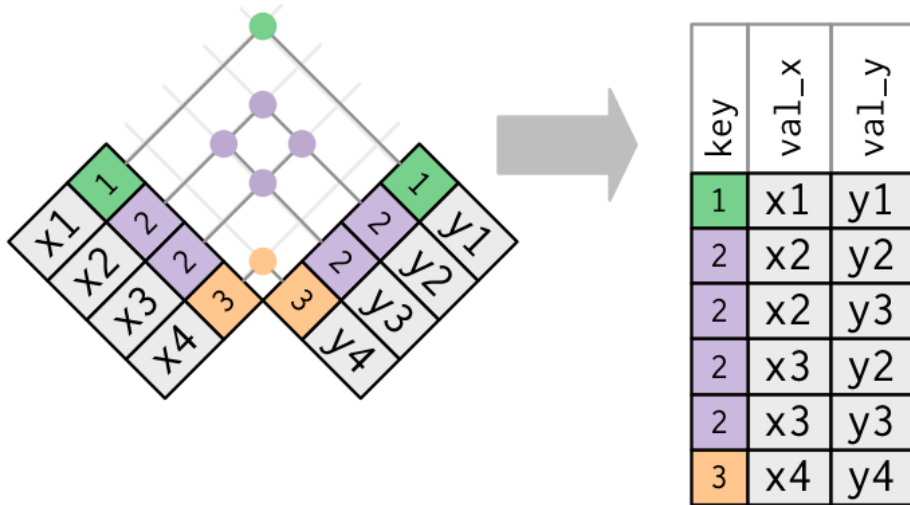 1 x1
2 x2
2 x3
3 x4
1 y1
2 y2
2 y3
3 y4
key val_x val_y
1 x1 y1
2 x2 y2
2 x2 y3
2 x3 y2
2 x3 y3
3 x4 y4